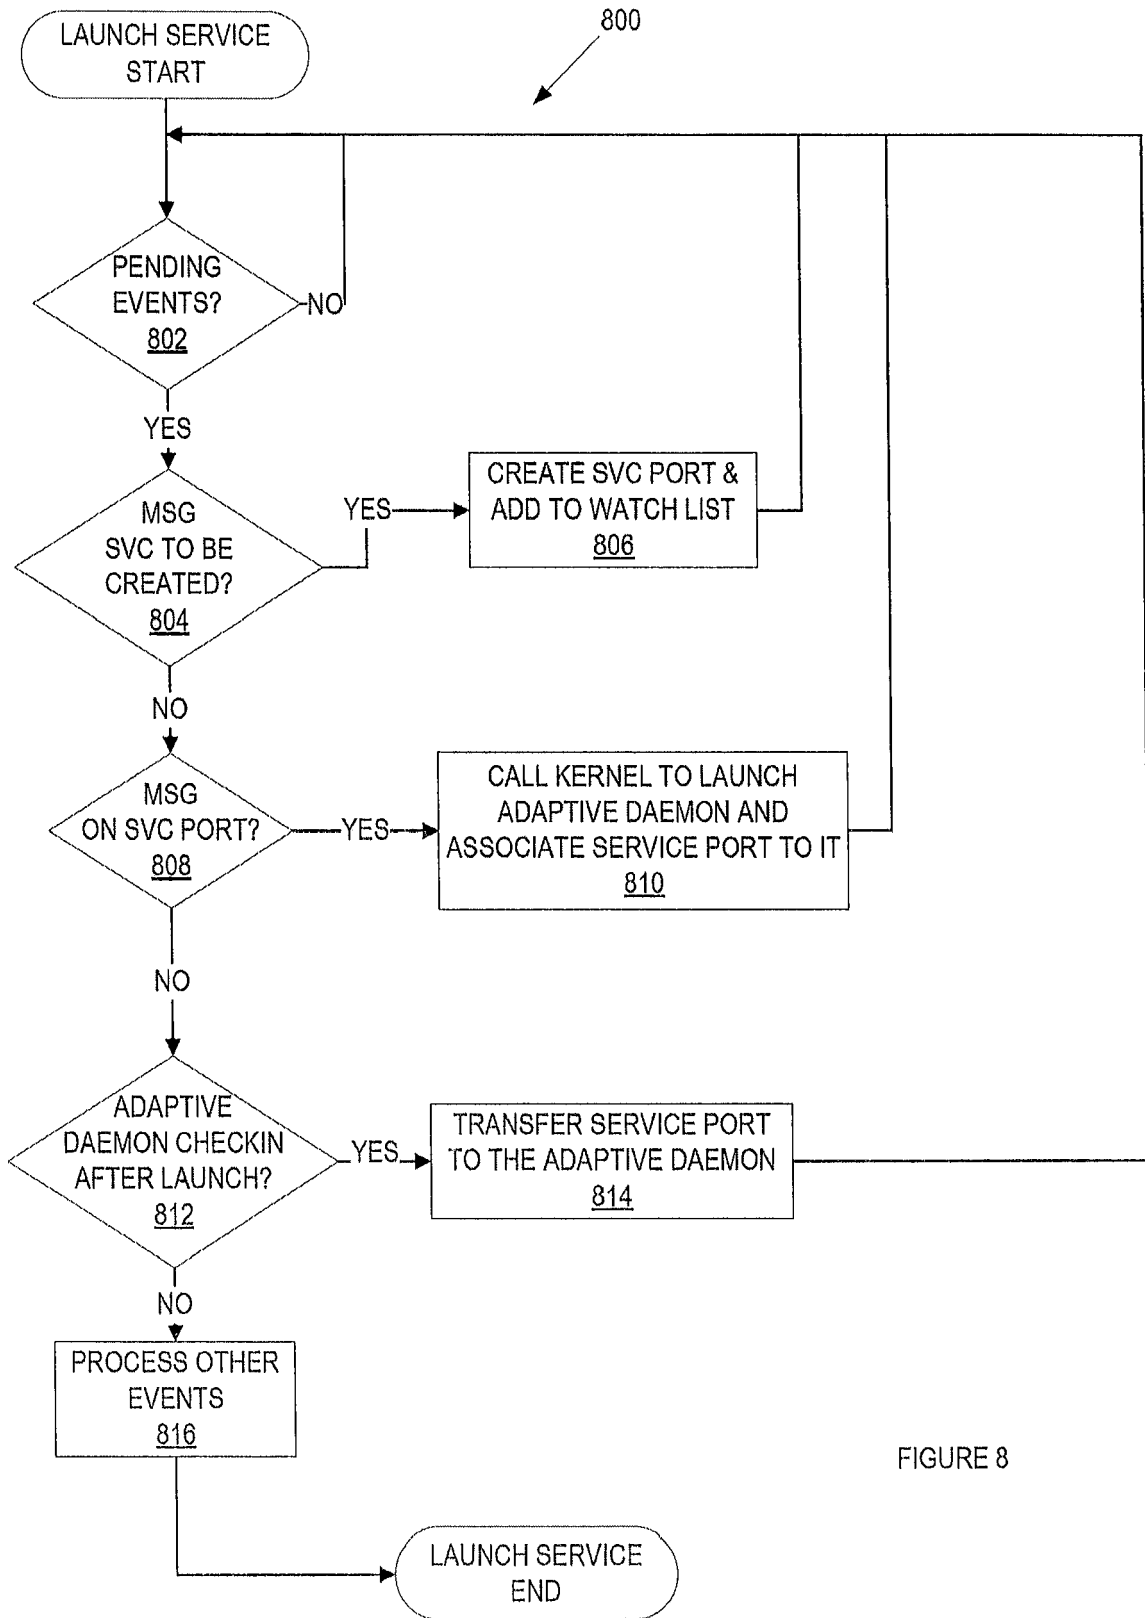 LAUNCH SERVICE
START
800
PENDING
EVENTS?
802
NO
YES
MSG
SVC TO BE
CREATED?
804
YES
CREATE SVC PORT &
ADD TO WATCH LIST
806
NO
MSG
ON SVC PORT?
808
YES
CALL KERNEL TO LAUNCH
ADAPTIVE DAEMON AND
ASSOCIATE SERVICE PORT TO IT
810
NO
ADAPTIVE
DAEMON CHECKIN
AFTER LAUNCH?
812
YES
TRANSFER SERVICE PORT
TO THE ADAPTIVE DAEMON
814
NO
PROCESS OTHER
EVENTS
816
FIGURE 8
LAUNCH SERVICE
END